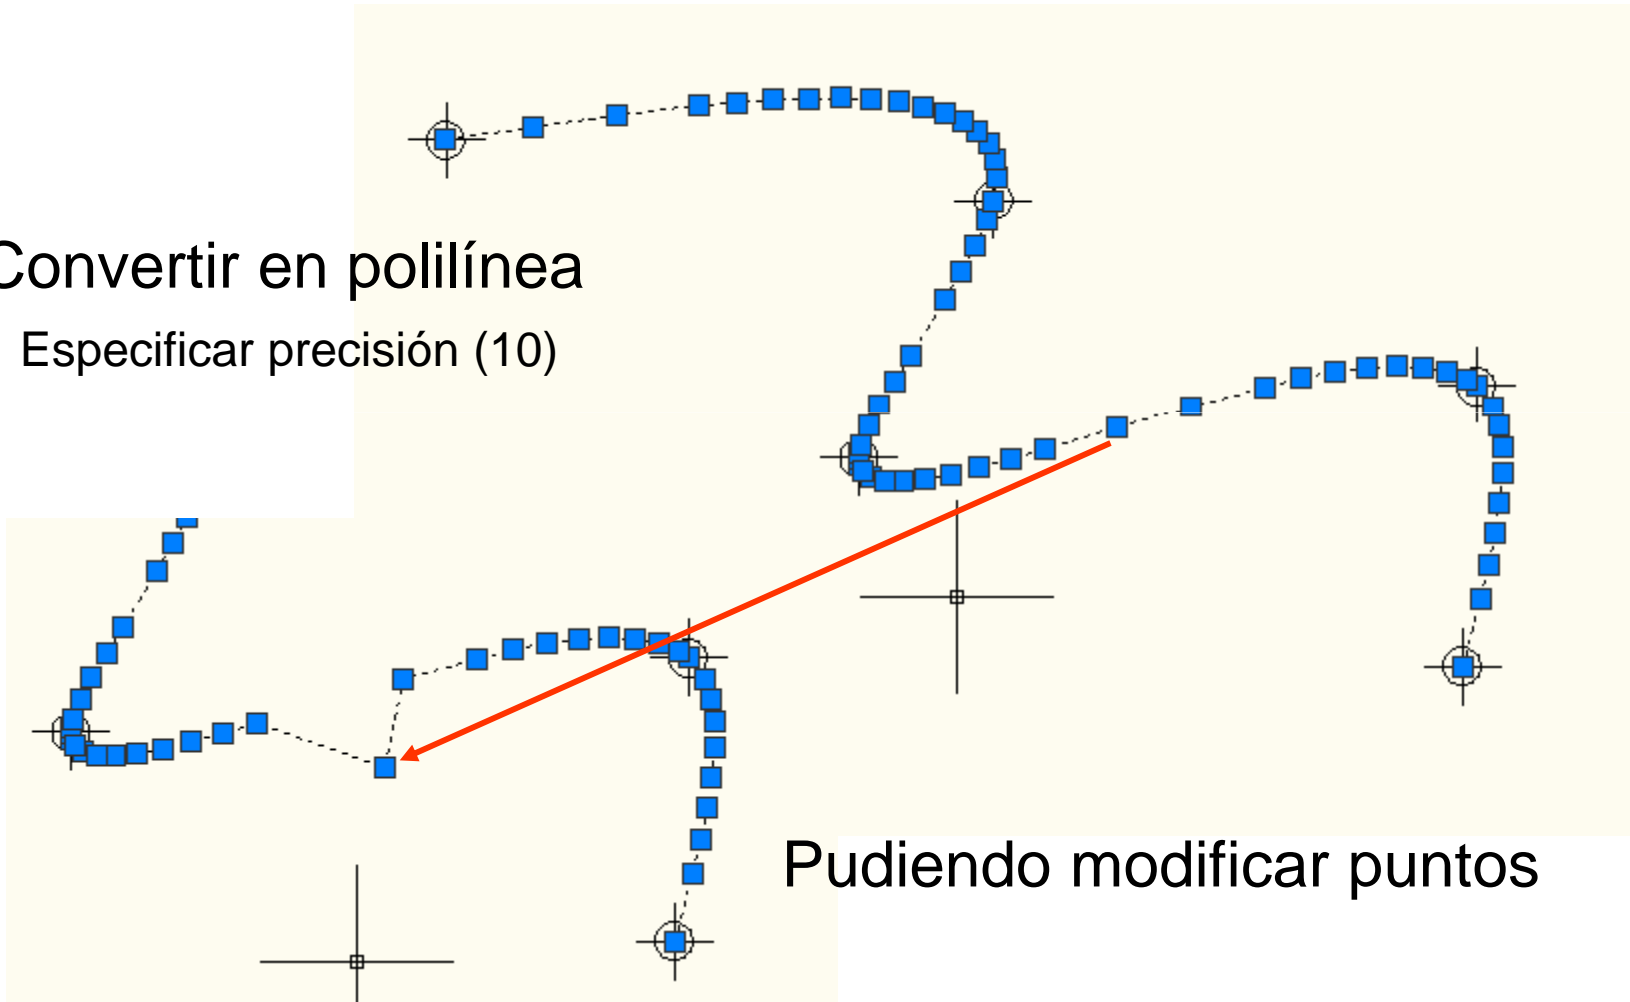 Convertir en polilínea
Especificar precisión (10)
Pudiendo modificar puntos